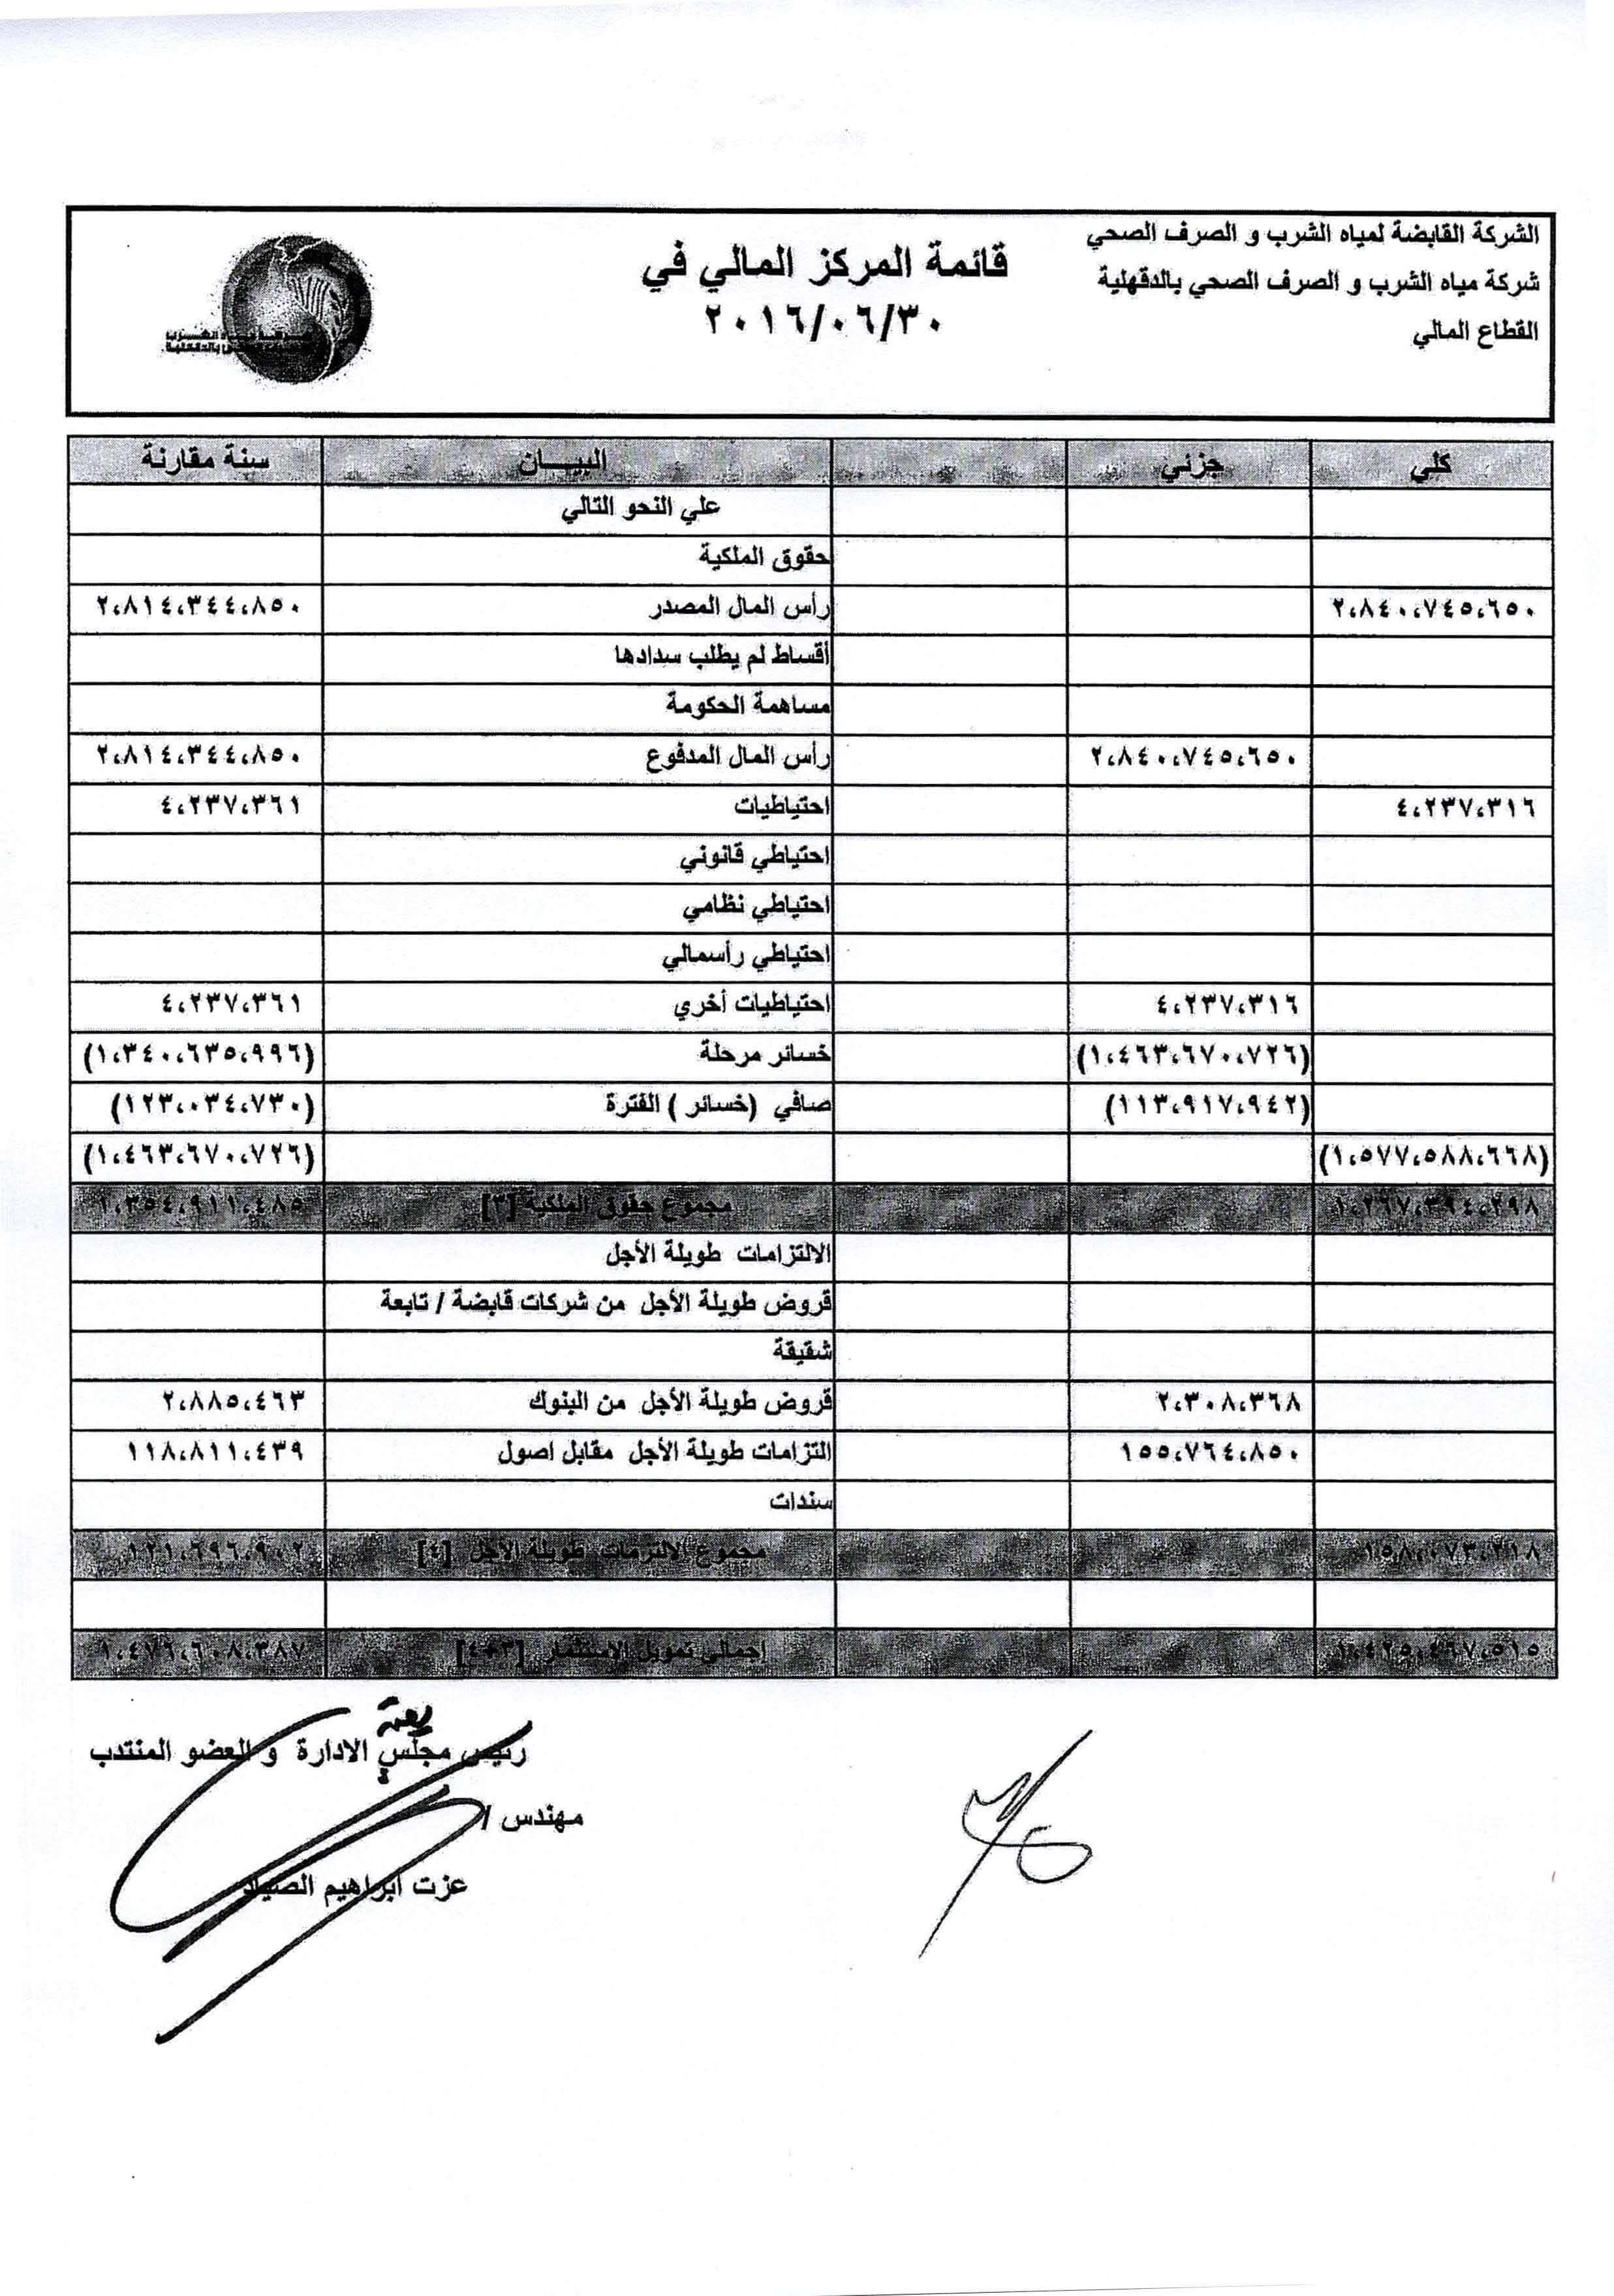 الشركة القابضة لمياه الشرب و الصرف الصحي
شركة مياه الشرب و الصرف الصحي بالدقهلية
القطاع المالي
قائمة المركز المالي في
٢٠١٦/٠٦/٣٠
كلي جزئي البيـــان سنة مقارنة
علي النحو التالي
حقوق الملكية
٢،٨٤٠،٧٤٥،٦٥٠ رأس المال المصدر ٢،٨١٤،٣٤٤،٨٥٠
أقساط لم يطلب سدادها
مساهمة الحكومة
٢،٨٤٠،٧٤٥،٦٥٠ رأس المال المدفوع ٢،٨١٤،٣٤٤،٨٥٠
٤،٢٣٧،٣١٦ احتياطيات ٤،٢٣٧،٣٦١
احتياطي قانوني
احتياطي نظامي
احتياطي رأسمالي
٤،٢٣٧،٣١٦ احتياطيات أخري ٤،٢٣٧،٣٦١
(١،٤٦٣،٦٧٠،٧٢٦) خسائر مرحلة (١،٣٤٠،٦٣٥،٩٩٦)
(١١٣،٩١٧،٩٤٢) صافي (خسائر ) الفترة (١٢٣،٠٣٤،٧٣٠)
(١،٥٧٧،٥٨٨،٦٦٨) (١،٤٦٣،٦٧٠،٧٢٦)
١،٢٦٧،٣٩٤،٢٩٨ مجموع حقوق الملكية [٣] ١،٣٥٤،٩١١،٤٨٥
الالتزامات طويلة الأجل
قروض طويلة الأجل من شركات قابضة / تابعة
شقيقة
٢،٣٠٨،٣٦٨ قروض طويلة الأجل من البنوك ٢،٨٨٥،٤٦٣
١٥٥،٧٦٤،٨٥٠ التزامات طويلة الأجل مقابل اصول ١١٨،٨١١،٤٣٩
سندات
١٥٨،٠٧٣،٢١٨ مجموع الالتزمات طويلة الأجل [٤] ١٢١،٦٩٦،٩٠٢
١،٤٢٥،٤٦٧،٥١٥ إجمالي تمويل الاستثمار [٣+٤] ١،٤٧٦،٦٠٨،٣٨٧
رئيس مجلس الادارة و العضو المنتدب
مهندس /
عزت ابراهيم الصياد